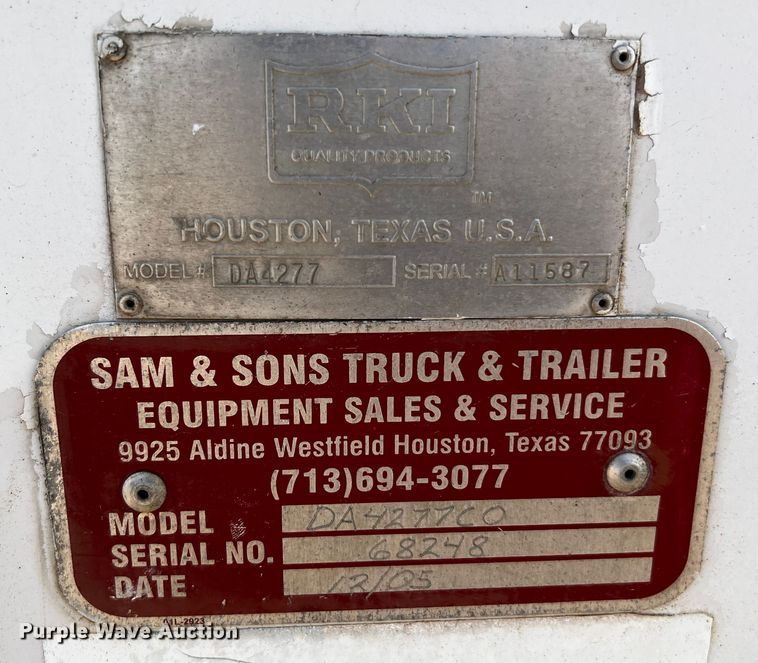 RKI
QUALITY PRODUCTS
TM
HOUSTON, TEXAS U.S.A.
MODEL # DA4277 SERIAL # A11587
SAM & SONS TRUCK & TRAILER
EQUIPMENT SALES & SERVICE
9925 Aldine Westfield Houston, Texas 77093
(713)694-3077
MODEL DA4277CO
SERIAL NO. 68248
DATE 12/05
Purple Wave Auction